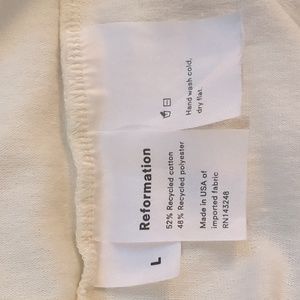 Hand wash cold,
dry flat.
Reformation
52% Recycled cotton
48% Recycled polyester
Made in USA of
imported fabric
RN143248
L